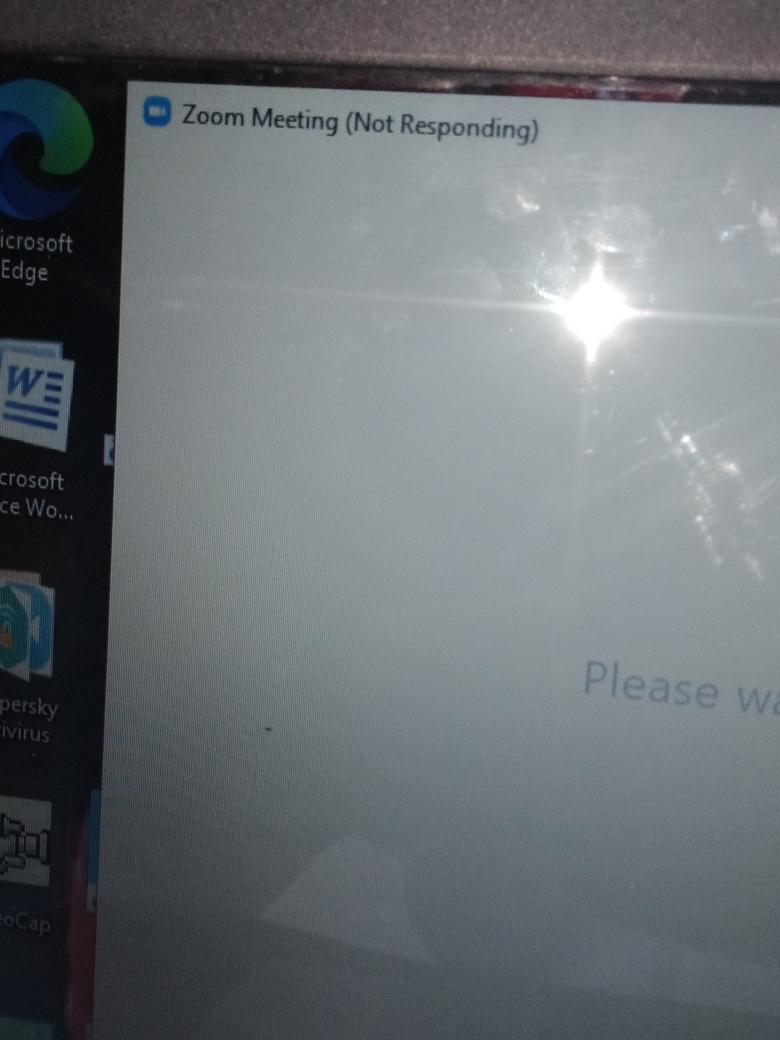 Zoom Meeting (Not Responding)
icrosoft
Edge
W
crosoft
ce Wo...
Please wa
persky
ivirus
oCap